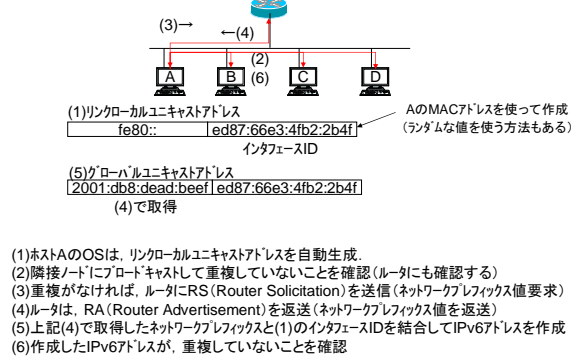 (3)→
←(4)
(2)
A
B
(6)
C
D
(1)リンクローカルユニキャストアドレス
fe80::
ed87:66e3:4fb2:2b4f
AのMACアドレスを使って作成
(ランダムな値を使う方法もある)
インタフェースID
(5)グローバルユニキャストアドレス
2001:db8:dead:beef
ed87:66e3:4fb2:2b4f
(4)で取得
(1)ホストAのOSは，リンクローカルユニキャストアドレスを自動生成.
(2)隣接ノードにブロードキャストして重複していないことを確認(ルータにも確認する)
(3)重複がなければ，ルータにRS(Router Solicitation)を送信(ネットワークプレフィックス値要求)
(4)ルータは，RA(Router Advertisement)を返送(ネットワークプレフィックス値を返送)
(5)上記(4)で取得したネットワークプレフィックスと(1)のインタフェースIDを結合してIPv6アドレスを作成
(6)作成したIPv6アドレスが，重複していないことを確認